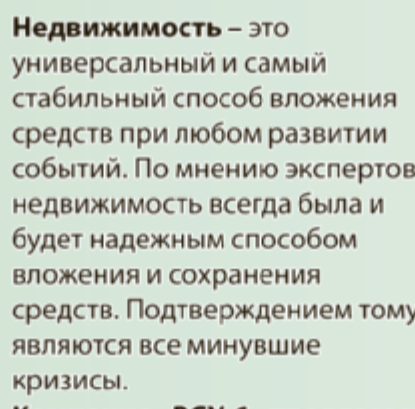 Недвижимость – это
универсальный и самый
стабильный способ вложения
средств при любом развитии
событий. По мнению экспертов
недвижимость всегда была и
будет надежным способом
вложения и сохранения
средств. Подтверждением тому
являются все минувшие
кризисы.